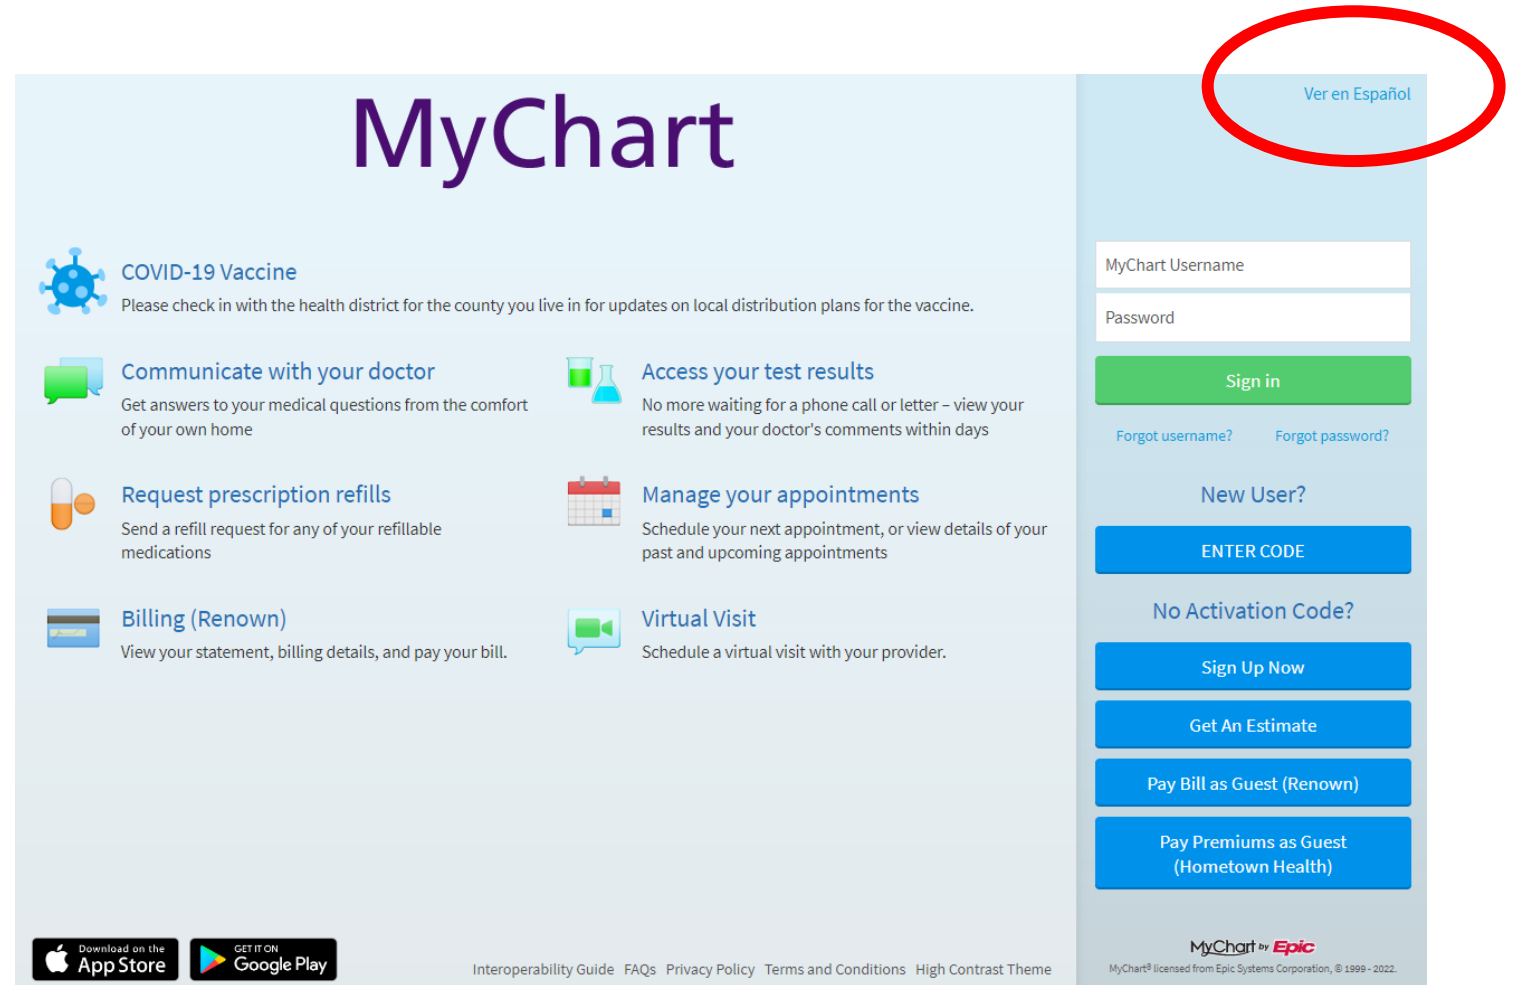 Ver en Español
MyChart
COVID-19 Vaccine
Please check in with the health district for the county you live in for updates on local distribution plans for the vaccine.
Communicate with your doctor
Get answers to your medical questions from the comfort
of your own home
Access your test results
No more waiting for a phone call or letter – view your
results and your doctor's comments within days
Request prescription refills
Send a refill request for any of your refillable
medications
Manage your appointments
Schedule your next appointment, or view details of your
past and upcoming appointments
Billing (Renown)
View your statement, billing details, and pay your bill.
Virtual Visit
Schedule a virtual visit with your provider.
MyChart Username
Password
Sign in
Forgot username? Forgot password?
New User?
ENTER CODE
No Activation Code?
Sign Up Now
Get An Estimate
Pay Bill as Guest (Renown)
Pay Premiums as Guest
(Hometown Health)
Download on the
App Store
GET IT ON
Google Play
Interoperability Guide FAQs Privacy Policy Terms and Conditions High Contrast Theme
MyChart by Epic
MyChart® licensed from Epic Systems Corporation, © 1999 - 2022.